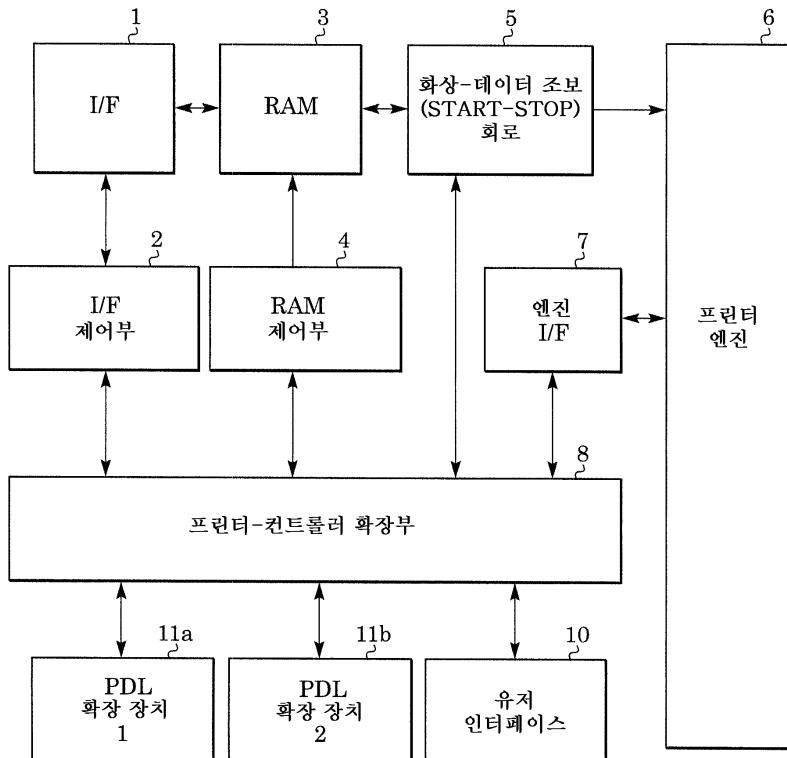 1
I/F
3
RAM
5
화상-데이터 조보
(START-STOP)
회로
6
프린터
엔진
2
I/F
제어부
4
RAM
제어부
7
엔진
I/F
8
프린터-컨트롤러 확장부
11a
PDL
확장 장치
1
11b
PDL
확장 장치
2
10
유저
인터페이스